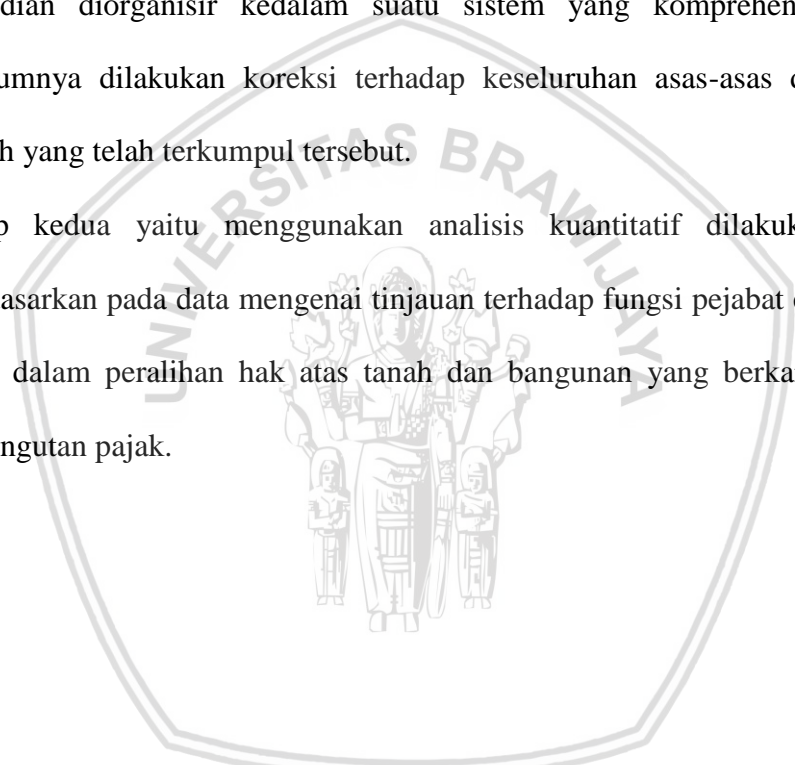 dian diorganisir kedalam suatu sistem yang komprehen
umnya dilakukan koreksi terhadap keseluruhan asas-asas
h yang telah terkumpul tersebut.
p kedua yaitu menggunakan analisis kuantitatif dilakuk
asarkan pada data mengenai tinjauan terhadap fungsi pejabat
dalam peralihan hak atas tanah dan bangunan yang berka
ngutan pajak.
UNIVERSITAS BRAWIJAYA